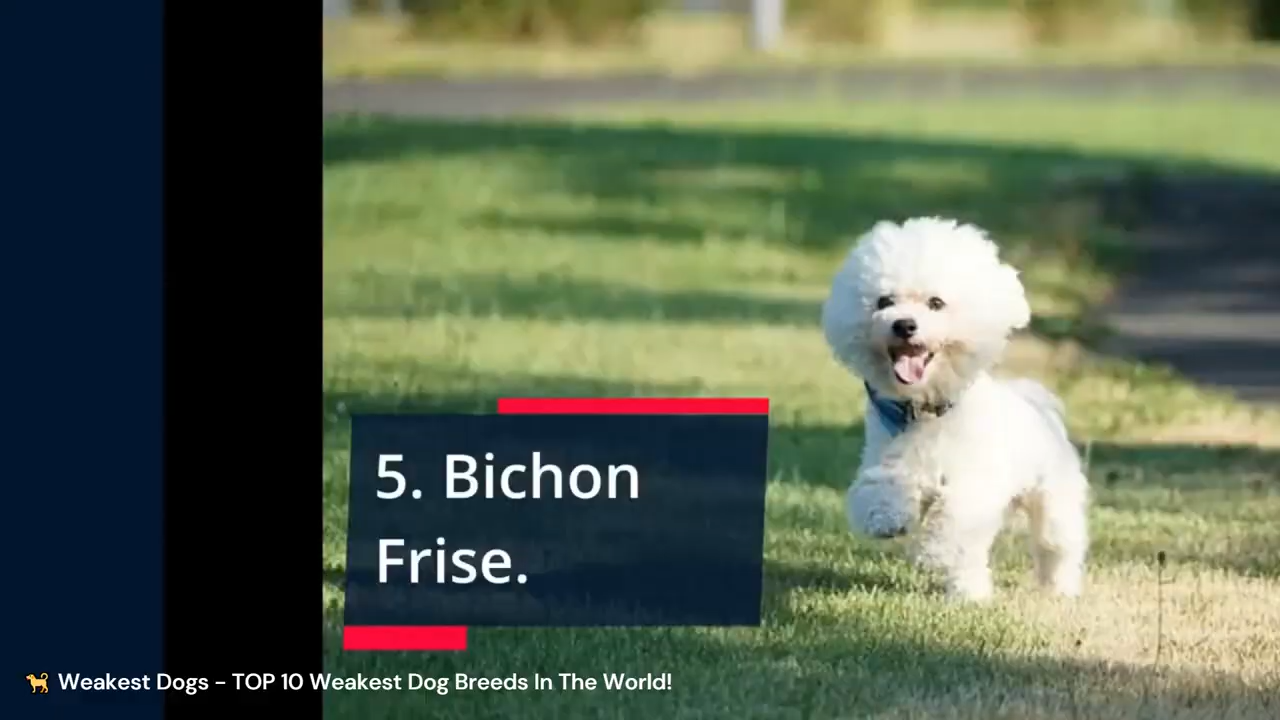 5. Bichon
Frise.
🐕 Weakest Dogs - TOP 10 Weakest Dog Breeds In The World!